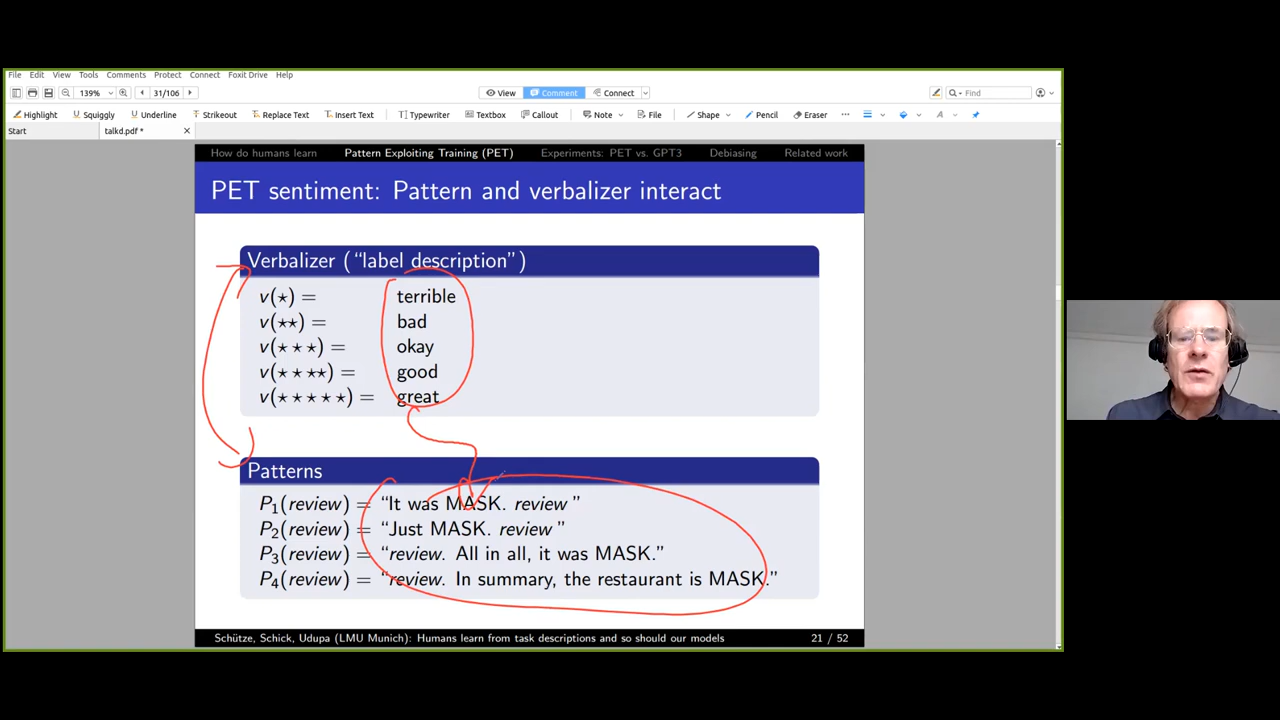 File Edit View Tools Comments Protect Connect Foxit Drive Help
139% 31/106 View Comment Connect Find
Highlight Squiggly Underline Strikeout Replace Text Insert Text Typewriter Textbox Callout Note File Shape Pencil Eraser ...
Start talkd.pdf *
How do humans learn Pattern Exploiting Training (PET) Experiments: PET vs. GPT3 Debiasing Related work
PET sentiment: Pattern and verbalizer interact
Verbalizer (“label description”)
v(⋆) = terrible
v(⋆⋆) = bad
v(⋆ ⋆ ⋆) = okay
v(⋆ ⋆ ⋆⋆) = good
v(⋆ ⋆ ⋆ ⋆ ⋆) = great
Patterns
P₁(review) = “It was MASK. review ”
P₂(review) = “Just MASK. review ”
P₃(review) = “review. All in all, it was MASK.”
P₄(review) = “review. In summary, the restaurant is MASK.”
Schütze, Schick, Udupa (LMU Munich): Humans learn from task descriptions and so should our models 21 / 52